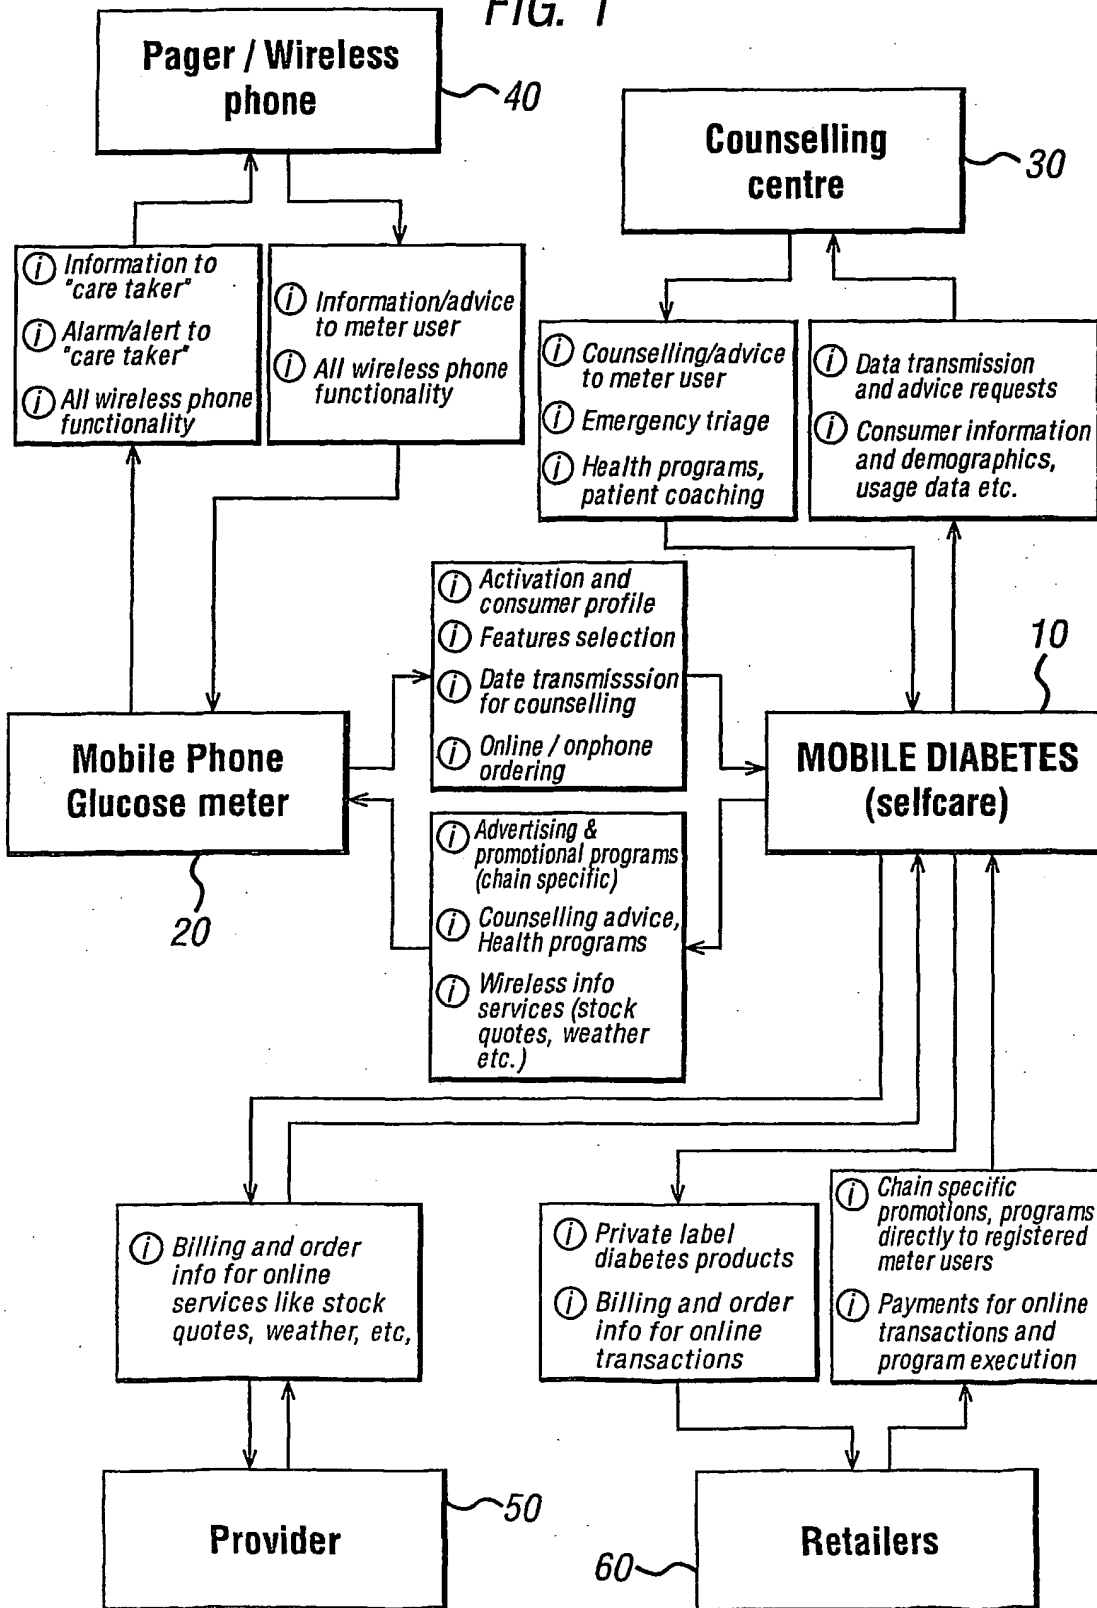 FIG. 1
Pager / Wireless
phone
40
Counselling
centre
30
i Information to
"care taker"
i Alarm/alert to
"care taker"
i All wireless phone
functionality
i Information/advice
to meter user
i All wireless phone
functionality
i Counselling/advice
to meter user
i Emergency triage
i Health programs,
patient coaching
i Data transmission
and advice requests
i Consumer information
and demographics,
usage data etc.
i Activation and
consumer profile
i Features selection
i Date transmisssion
for counselling
i Online / onphone
ordering
10
Mobile Phone
Glucose meter
20
MOBILE DIABETES
(selfcare)
i Advertising &
promotional programs
(chain specific)
i Counselling advice,
Health programs
i Wireless info
services (stock
quotes, weather
etc.)
i Billing and order
info for online
services like stock
quotes, weather, etc,
i Private label
diabetes products
i Billing and order
info for online
transactions
i Chain specific
promotions, programs
directly to registered
meter users
i Payments for online
transactions and
program execution
Provider
50
Retailers
60